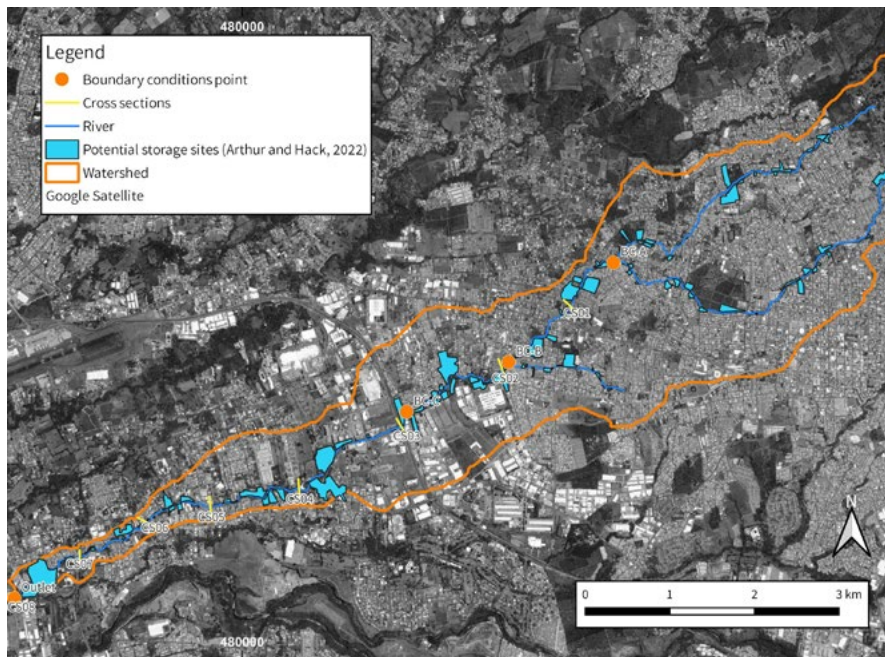 480000
Legend
Boundary conditions point
Cross sections
River
Potential storage sites (Arthur and Hack, 2022)
Watershed
Google Satellite
BC-A
CS01
BC-B
CS02
BC-C
CS03
CS04
CS05
CS06
CS07
Outlet
CS08
N
0 1 2 3 km
480000